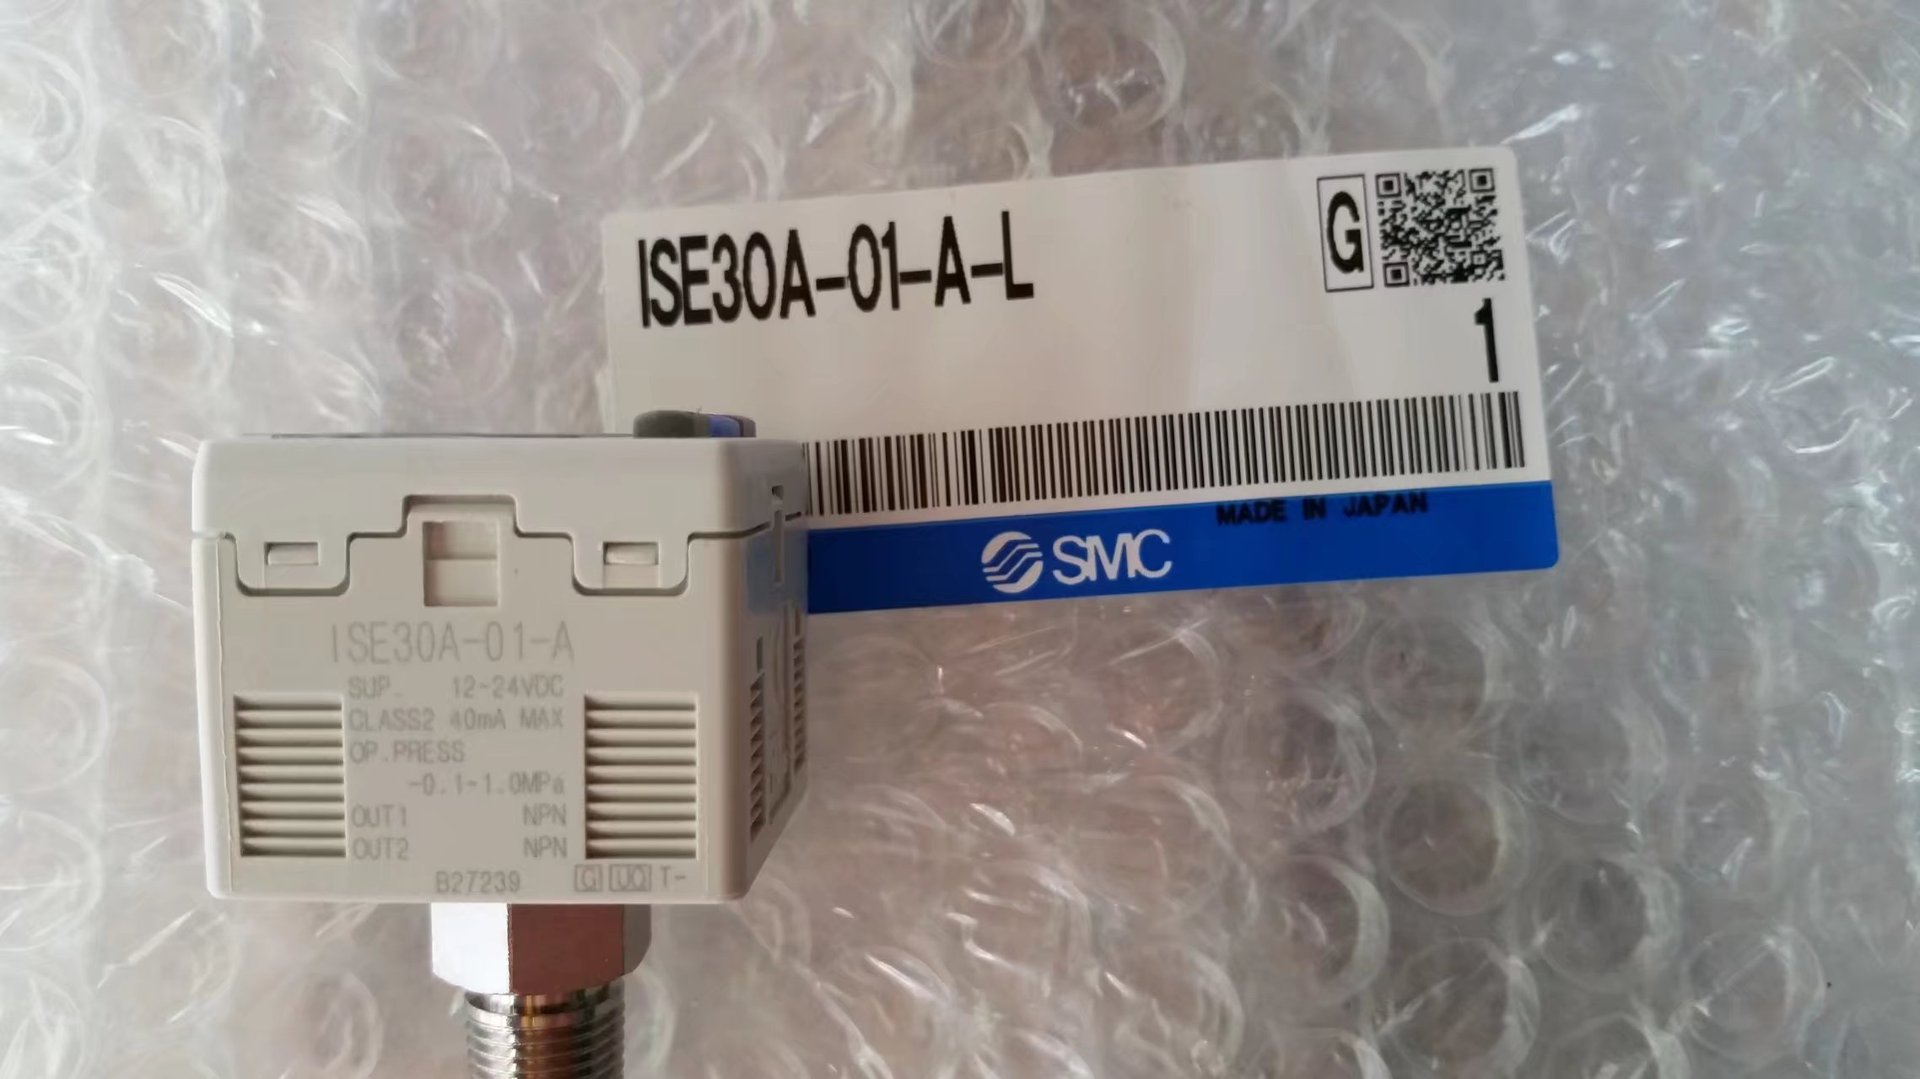 ISE30A-01-A-L
G
1
MADE IN JAPAN
SMC
ISE30A-01-A
SUP. 12-24VDC
CLASS2 40mA MAX
OP.PRESS
-0.1-1.0MPa
OUT1 NPN
OUT2 NPN
B27239 G UO T-